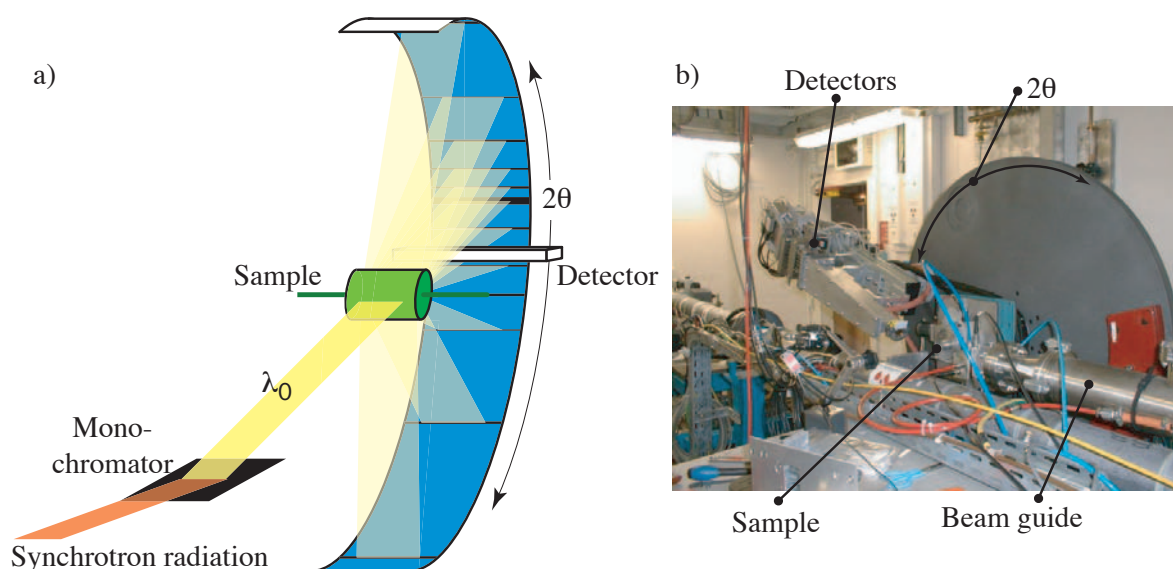 a)
2θ
Sample
Detector
λ0
Mono-
chromator
Synchrotron radiation
b)
Detectors
2θ
Sample
Beam guide